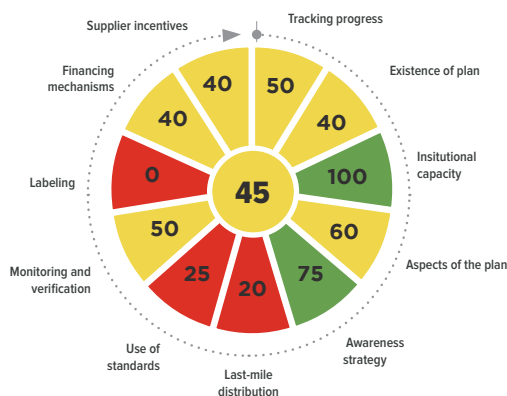 Supplier incentives
Tracking progress
Financing
mechanisms
Existence of plan
40
50
40
40
Insitutional
capacity
Labeling
0
100
45
50
60
Monitoring and
verification
Aspects of the plan
25
20
75
Use of
standards
Last-mile
distribution
Awareness
strategy